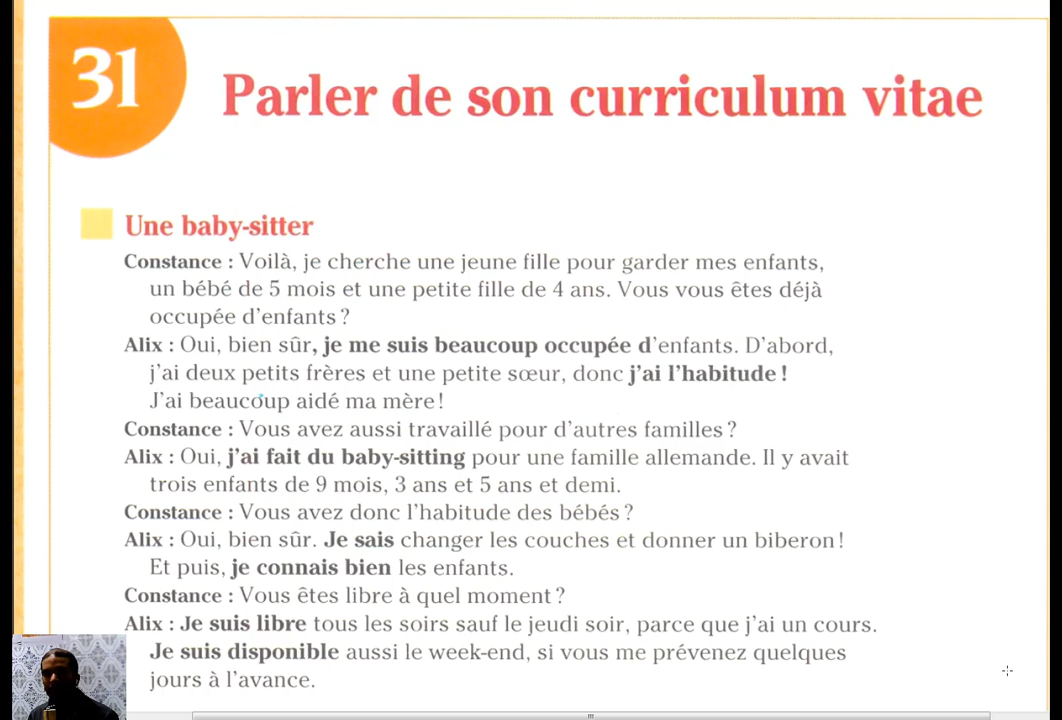 31
Parler de son curriculum vitae
Une baby-sitter
Constance : Voilà, je cherche une jeune fille pour garder mes enfants,
un bébé de 5 mois et une petite fille de 4 ans. Vous vous êtes déjà
occupée d'enfants ?
Alix : Oui, bien sûr, je me suis beaucoup occupée d'enfants. D'abord,
j'ai deux petits frères et une petite sœur, donc j'ai l'habitude !
J'ai beaucoup aidé ma mère !
Constance : Vous avez aussi travaillé pour d'autres familles ?
Alix : Oui, j'ai fait du baby-sitting pour une famille allemande. Il y avait
trois enfants de 9 mois, 3 ans et 5 ans et demi.
Constance : Vous avez donc l'habitude des bébés ?
Alix : Oui, bien sûr. Je sais changer les couches et donner un biberon !
Et puis, je connais bien les enfants.
Constance : Vous êtes libre à quel moment ?
Alix : Je suis libre tous les soirs sauf le jeudi soir, parce que j'ai un cours.
Je suis disponible aussi le week-end, si vous me prévenez quelques
jours à l'avance.